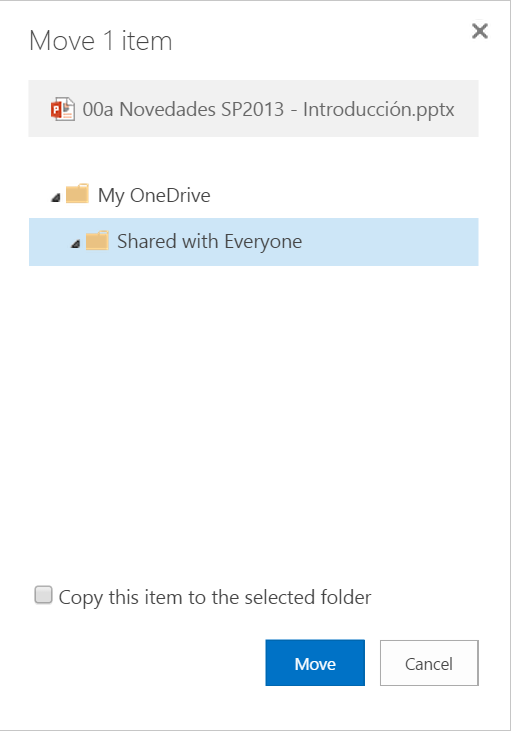 Move 1 item
00a Novedades SP2013 - Introducción.pptx
My OneDrive
Shared with Everyone
Copy this item to the selected folder
Move
Cancel